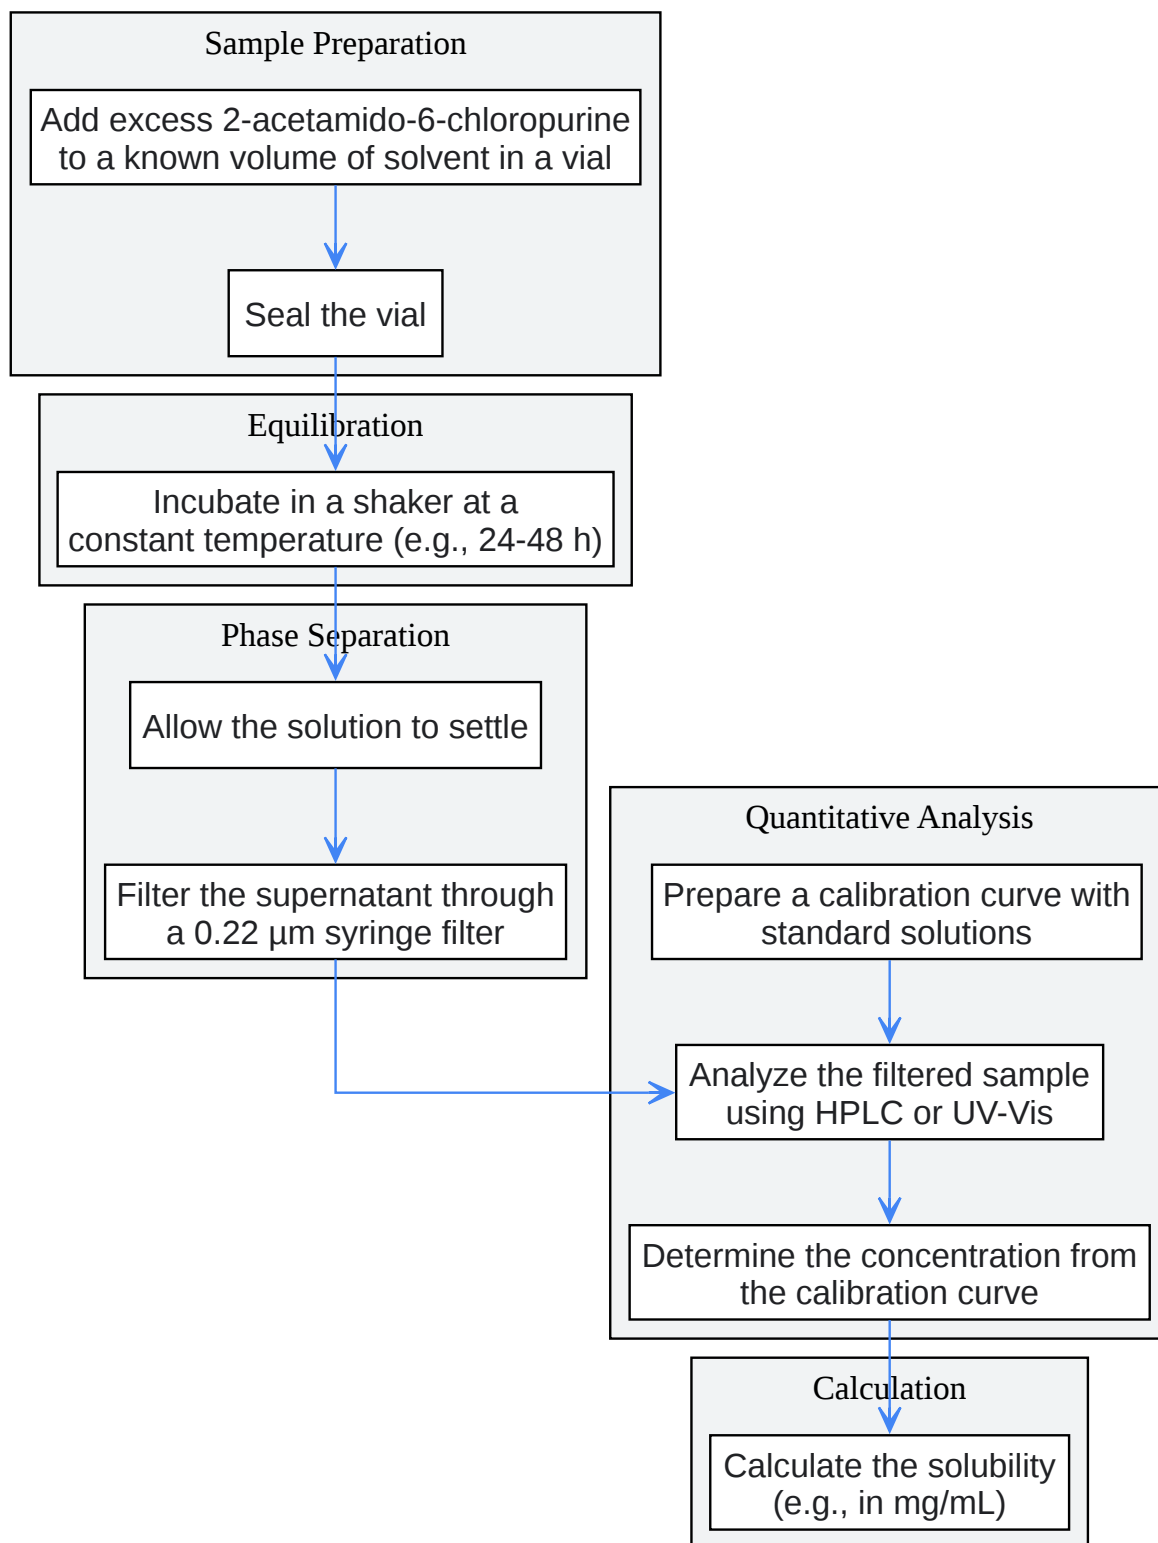 Sample Preparation
Add excess 2-acetamido-6-chloropurine
to a known volume of solvent in a vial
Seal the vial
Equilibration
Incubate in a shaker at a
constant temperature (e.g., 24-48 h)
Phase Separation
Allow the solution to settle
Filter the supernatant through
a 0.22 µm syringe filter
Quantitative Analysis
Prepare a calibration curve with
standard solutions
Analyze the filtered sample
using HPLC or UV-Vis
Determine the concentration from
the calibration curve
Calculation
Calculate the solubility
(e.g., in mg/mL)